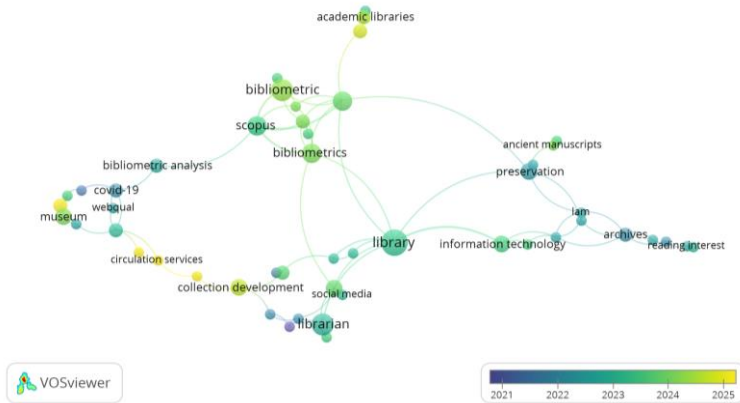 academic libraries
bibliometric
scopus
bibliometrics
ancient manuscripts
bibliometric analysis
preservation
covid-19
webqual
museum
lam
library
information technology
archives
reading interest
circulation services
collection development
social media
librarian
VOSviewer
2021 2022 2023 2024 2025